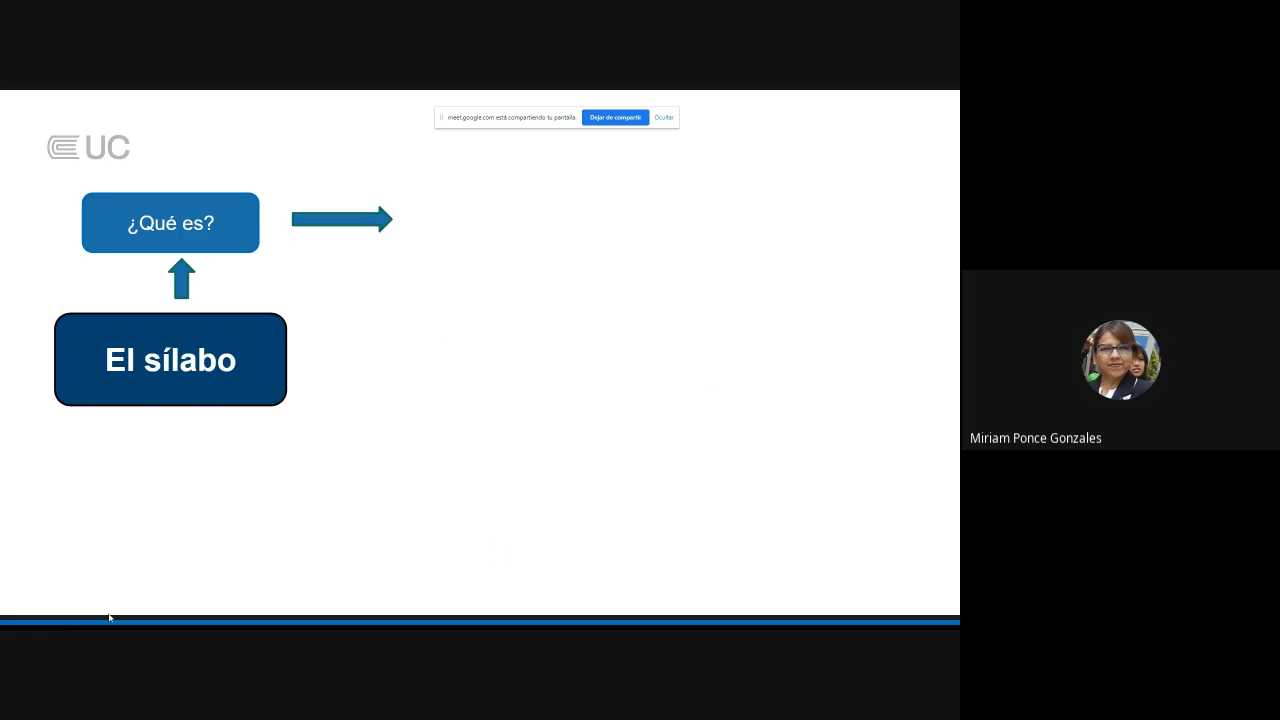 meet.google.com está compartiendo tu pantalla.
Dejar de compartir
Ocultar
UC
¿Qué es?
El sílabo
Miriam Ponce Gonzales